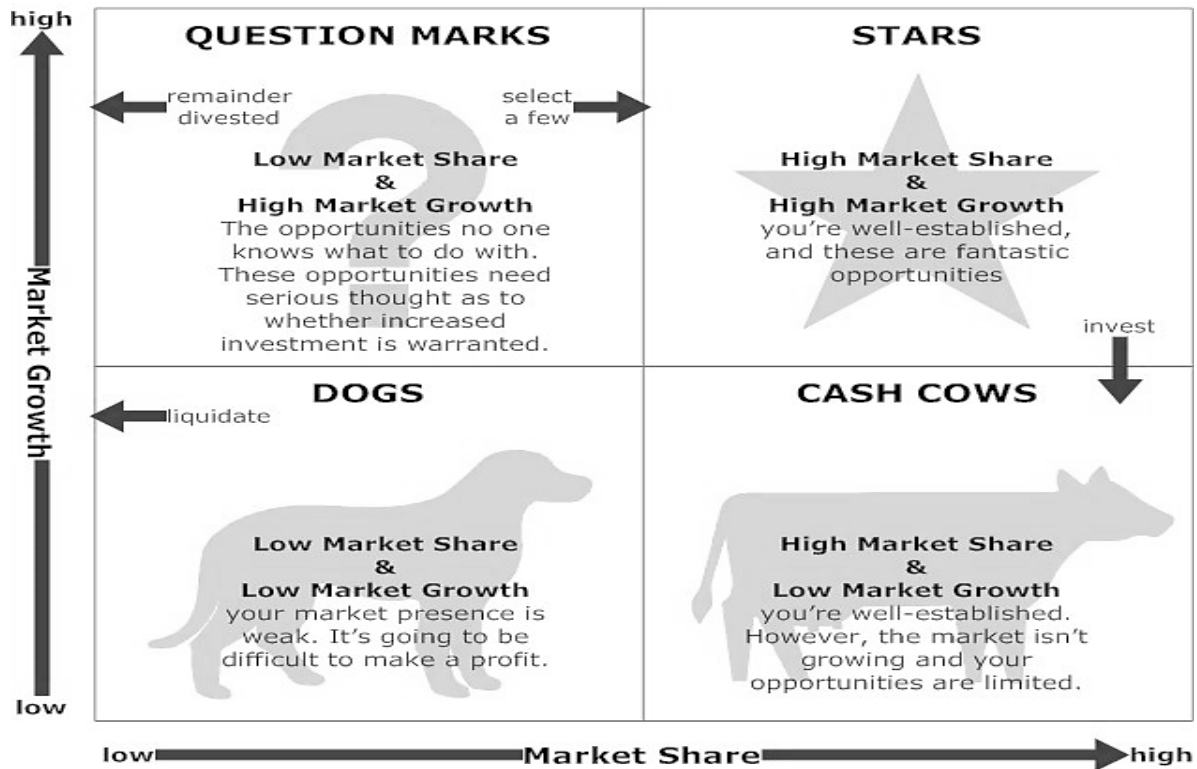 high
QUESTION MARKS
remainder
divested
select
a few
Low Market Share
&
High Market Growth
The opportunities no one
knows what to do with.
These opportunities need
serious thought as to
whether increased
investment is warranted.
STARS
High Market Share
&
High Market Growth
you’re well-established,
and these are fantastic
opportunities
invest
Market Growth
DOGS
liquidate
Low Market Share
&
Low Market Growth
your market presence is
weak. It’s going to be
difficult to make a profit.
CASH COWS
High Market Share
&
Low Market Growth
you’re well-established.
However, the market isn’t
growing and your
opportunities are limited.
low
low
Market Share
high